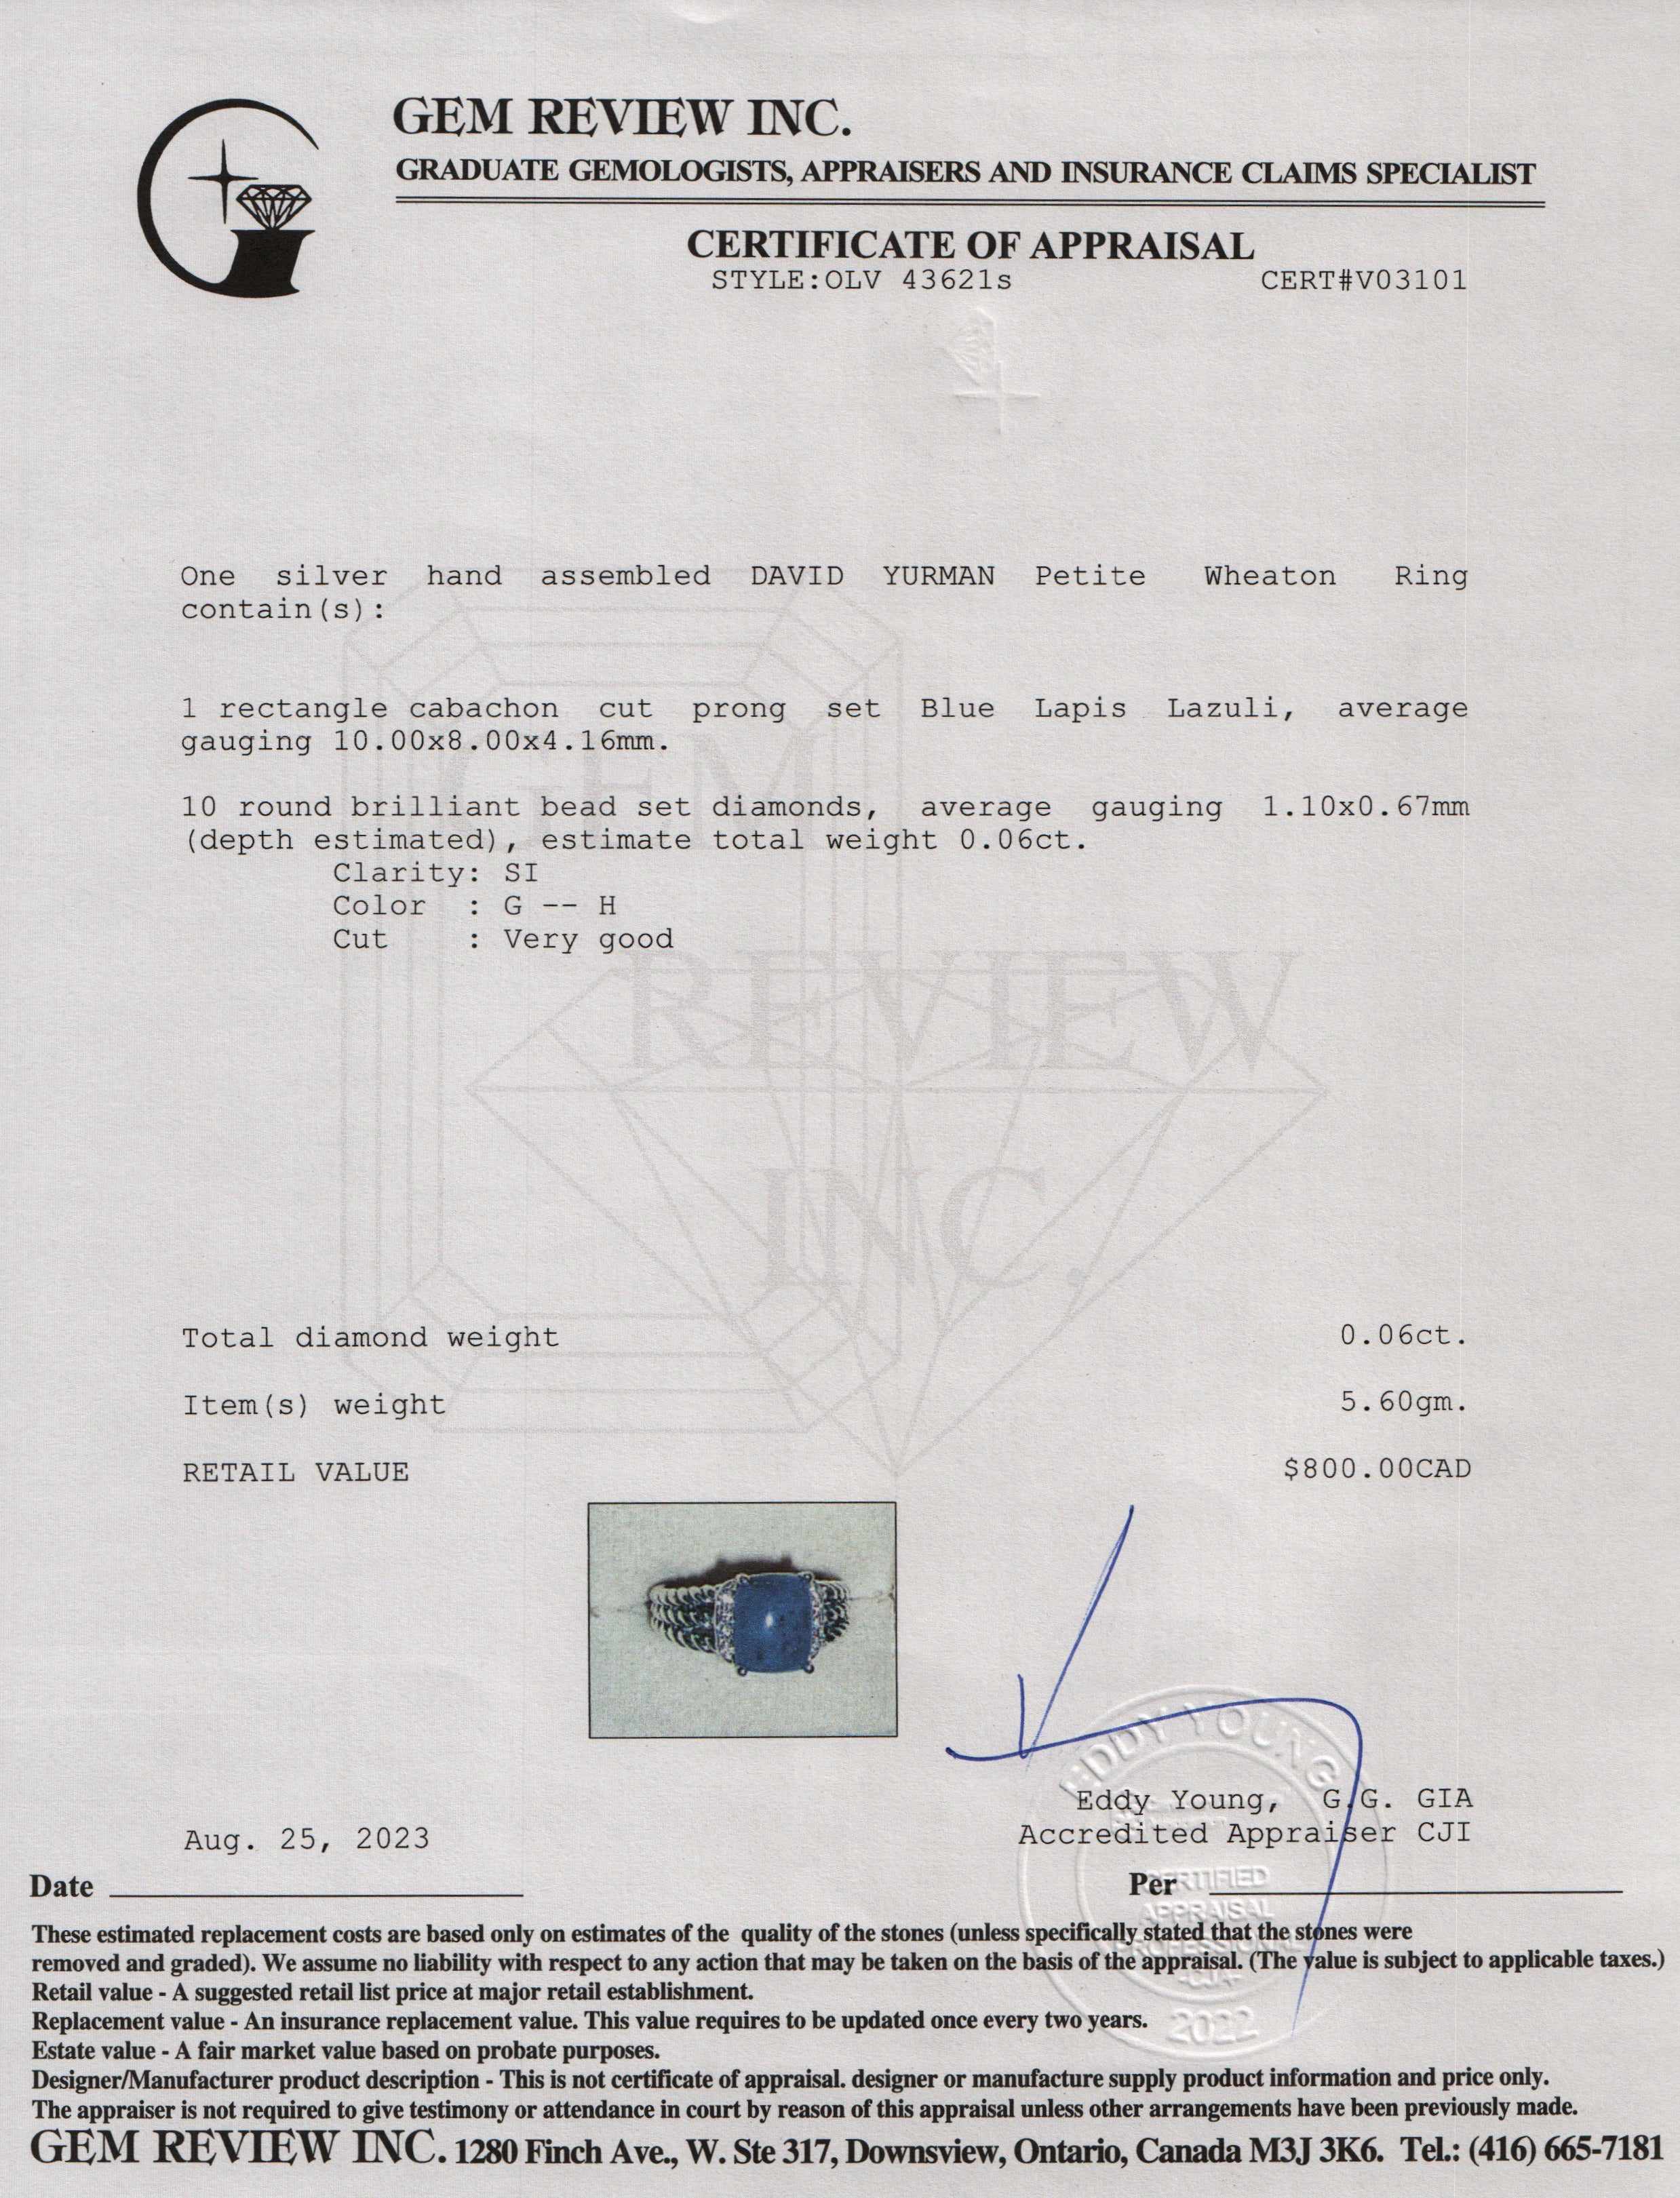 GEM REVIEW INC.
GRADUATE GEMOLOGISTS, APPRAISERS AND INSURANCE CLAIMS SPECIALIST
CERTIFICATE OF APPRAISAL
STYLE:OLV 43621s CERT#V03101
One silver hand assembled DAVID YURMAN Petite Wheaton Ring
contain(s):
1 rectangle cabachon cut prong set Blue Lapis Lazuli, average
gauging 10.00x8.00x4.16mm.
GEM
10 round brilliant bead set diamonds, average gauging 1.10x0.67mm
(depth estimated), estimate total weight 0.06ct.
Clarity: SI
Color : G -- H
Cut : Very good
REVIEW
INC.
Total diamond weight 0.06ct.
Item(s) weight 5.60gm.
RETAIL VALUE $800.00CAD
EDDY YOUNG
Eddy Young, G.G. GIA
Aug. 25, 2023 Accredited Appraiser CJI
Date Per
CERTIFIED
APPRAISAL
PROFESSIONAL
-CJA-
2022
These estimated replacement costs are based only on estimates of the quality of the stones (unless specifically stated that the stones were
removed and graded). We assume no liability with respect to any action that may be taken on the basis of the appraisal. (The value is subject to applicable taxes.)
Retail value - A suggested retail list price at major retail establishment.
Replacement value - An insurance replacement value. This value requires to be updated once every two years.
Estate value - A fair market value based on probate purposes.
Designer/Manufacturer product description - This is not certificate of appraisal. designer or manufacture supply product information and price only.
The appraiser is not required to give testimony or attendance in court by reason of this appraisal unless other arrangements have been previously made.
GEM REVIEW INC. 1280 Finch Ave., W. Ste 317, Downsview, Ontario, Canada M3J 3K6. Tel.: (416) 665-7181